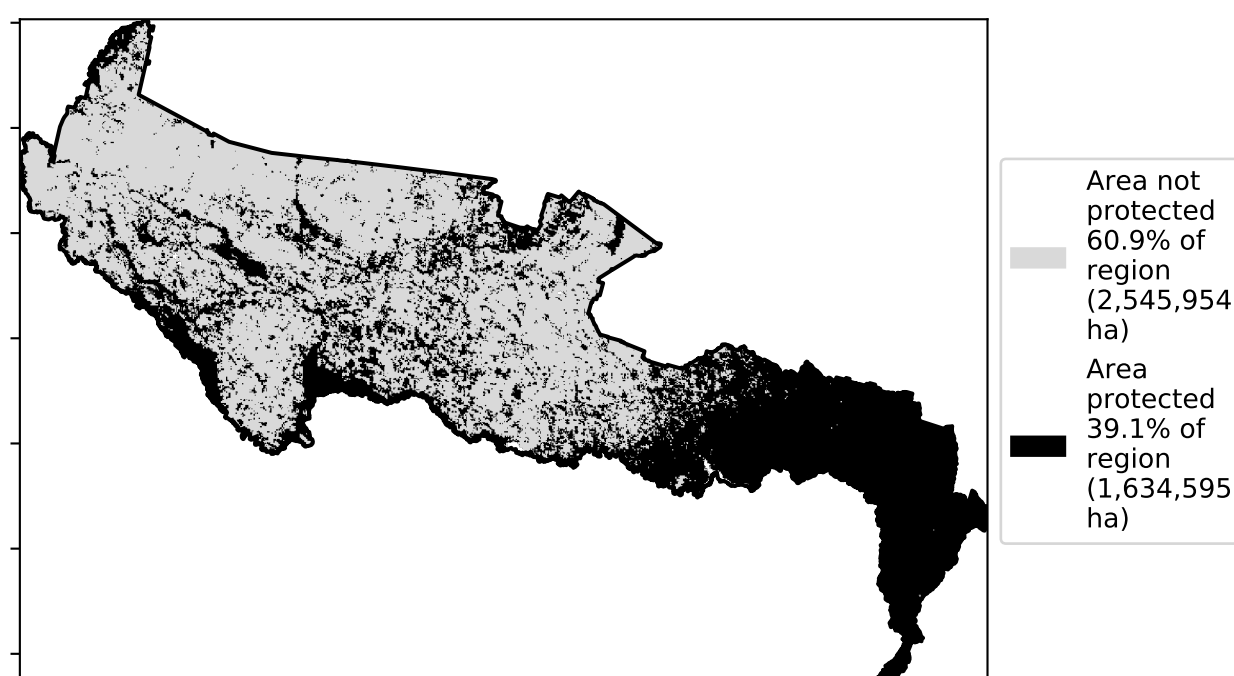 Area not
protected
60.9% of
region
(2,545,954
ha)
Area
protected
39.1% of
region
(1,634,595
ha)